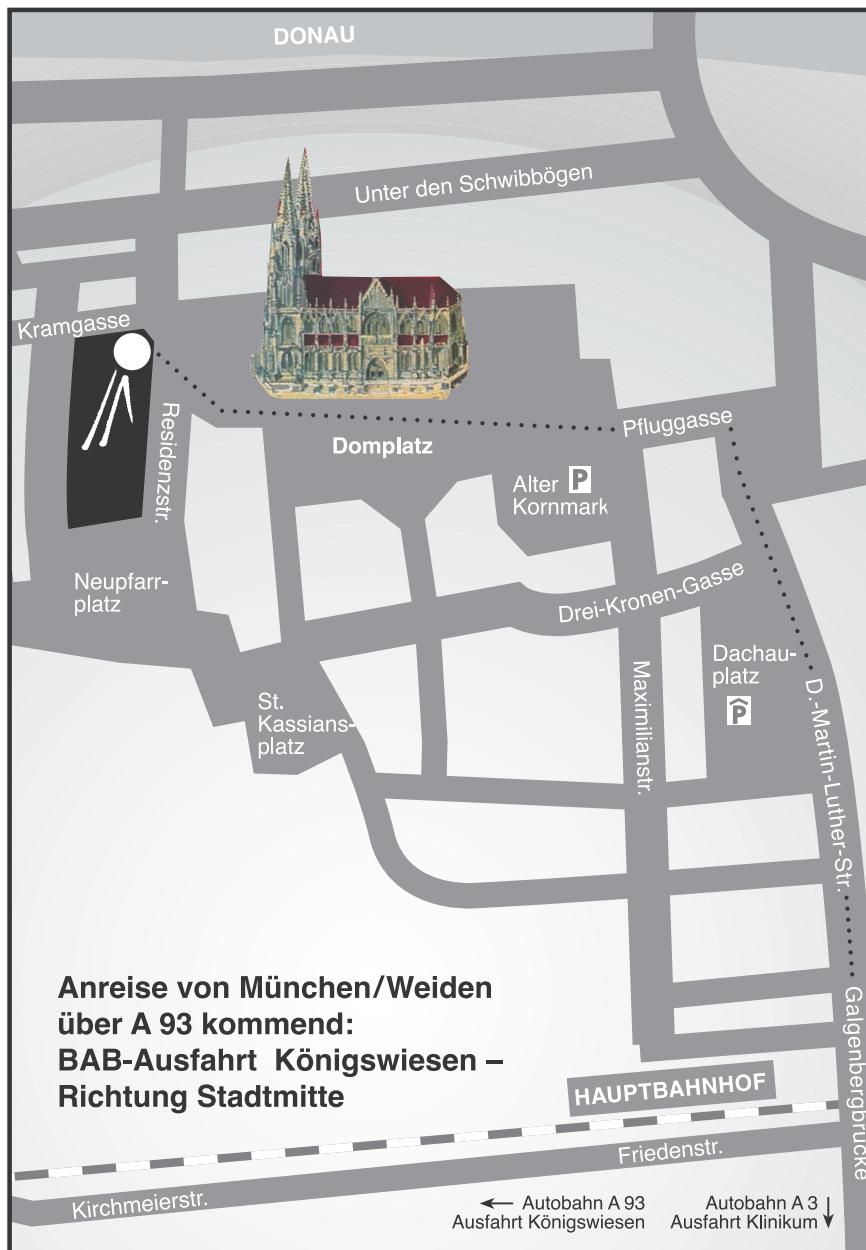 DONAU
Unter den Schwibbögen
Kramgasse
Residenzstr.
Pfluggasse
Domplatz
Alter P
Kornmark
Neupfarr-
platz
Drei-Kronen-Gasse
Dachau-
platz
P
St.
Kassians-
platz
Maximilianstr.
D.-Martin-Luther-Str.
Anreise von München/Weiden
über A 93 kommend:
BAB-Ausfahrt Königswiesen –
Richtung Stadtmitte
Galgenbergbrücke
HAUPTBAHNHOF
Friedenstr.
Kirchmeierstr.
← Autobahn A 93
Ausfahrt Königswiesen
Autobahn A 3
Ausfahrt Klinikum ↓